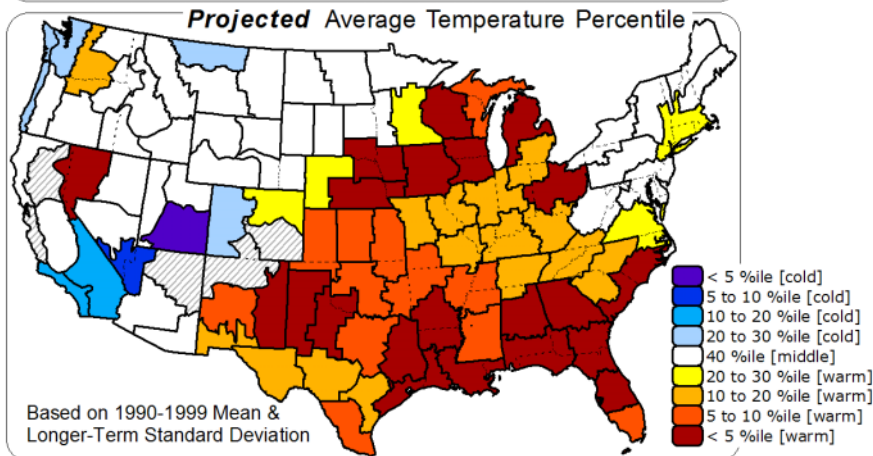 Projected Average Temperature Percentile
< 5 %ile [cold]
5 to 10 %ile [cold]
10 to 20 %ile [cold]
20 to 30 %ile [cold]
40 %ile [middle]
20 to 30 %ile [warm]
10 to 20 %ile [warm]
5 to 10 %ile [warm]
< 5 %ile [warm]
Based on 1990-1999 Mean &
Longer-Term Standard Deviation